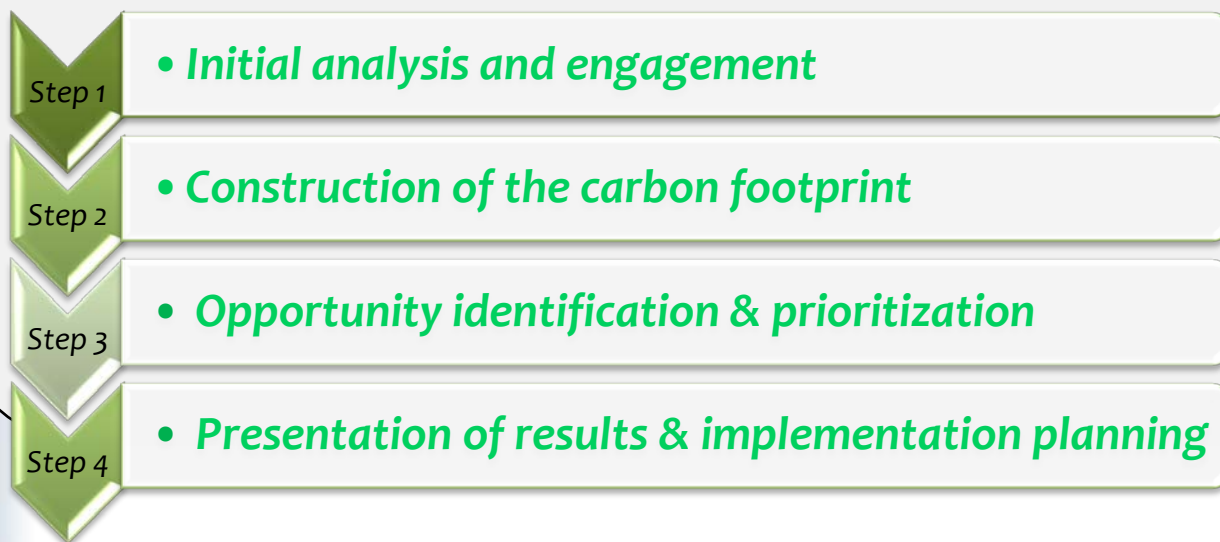 Step 1
• Initial analysis and engagement
Step 2
• Construction of the carbon footprint
Step 3
• Opportunity identification & prioritization
Step 4
• Presentation of results & implementation planning